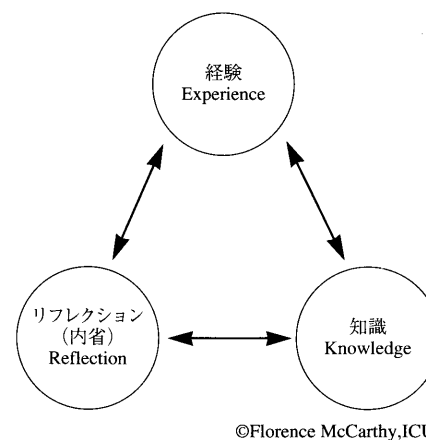 経験
Experience
リフレクション
（内省）
Reflection
知識
Knowledge
©Florence McCarthy,ICU